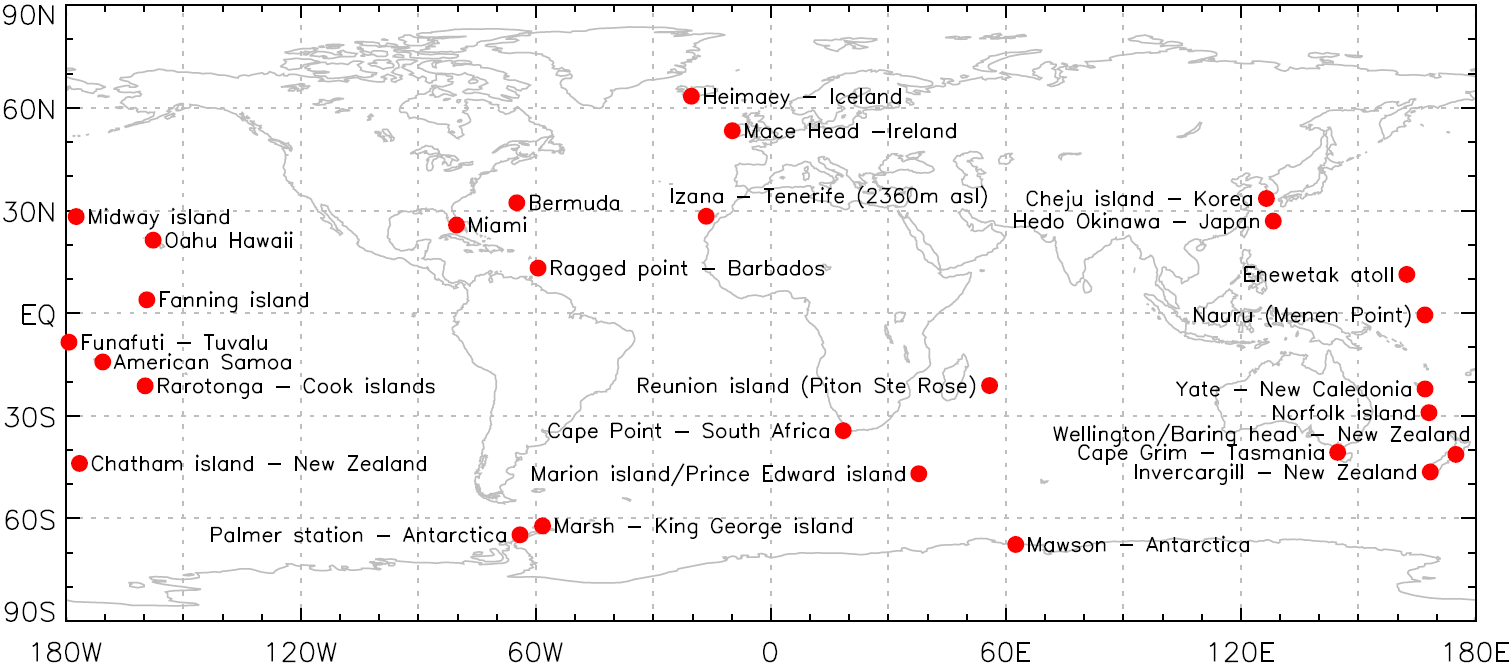 90N
60N
Heimaey – Iceland
Mace Head –Ireland
Izana – Tenerife (2360m asl)
Cheju island – Korea
Bermuda
30N
Midway island
Miami
Hedo Okinawa – Japan
Oahu Hawaii
Ragged point – Barbados
Enewetak atoll
Fanning island
EQ
Nauru (Menen Point)
Funafuti – Tuvalu
American Samoa
Rarotonga – Cook islands
Reunion island (Piton Ste Rose)
Yate – New Caledonia
30S
Norfolk island
Cape Point – South Africa
Wellington/Baring head – New Zealand
Cape Grim – Tasmania
Chatham island – New Zealand
Marion island/Prince Edward island
Invercargill – New Zealand
60S
Marsh – King George island
Palmer station – Antarctica
Mawson – Antarctica
90S
180W 120W 60W 0 60E 120E 180E